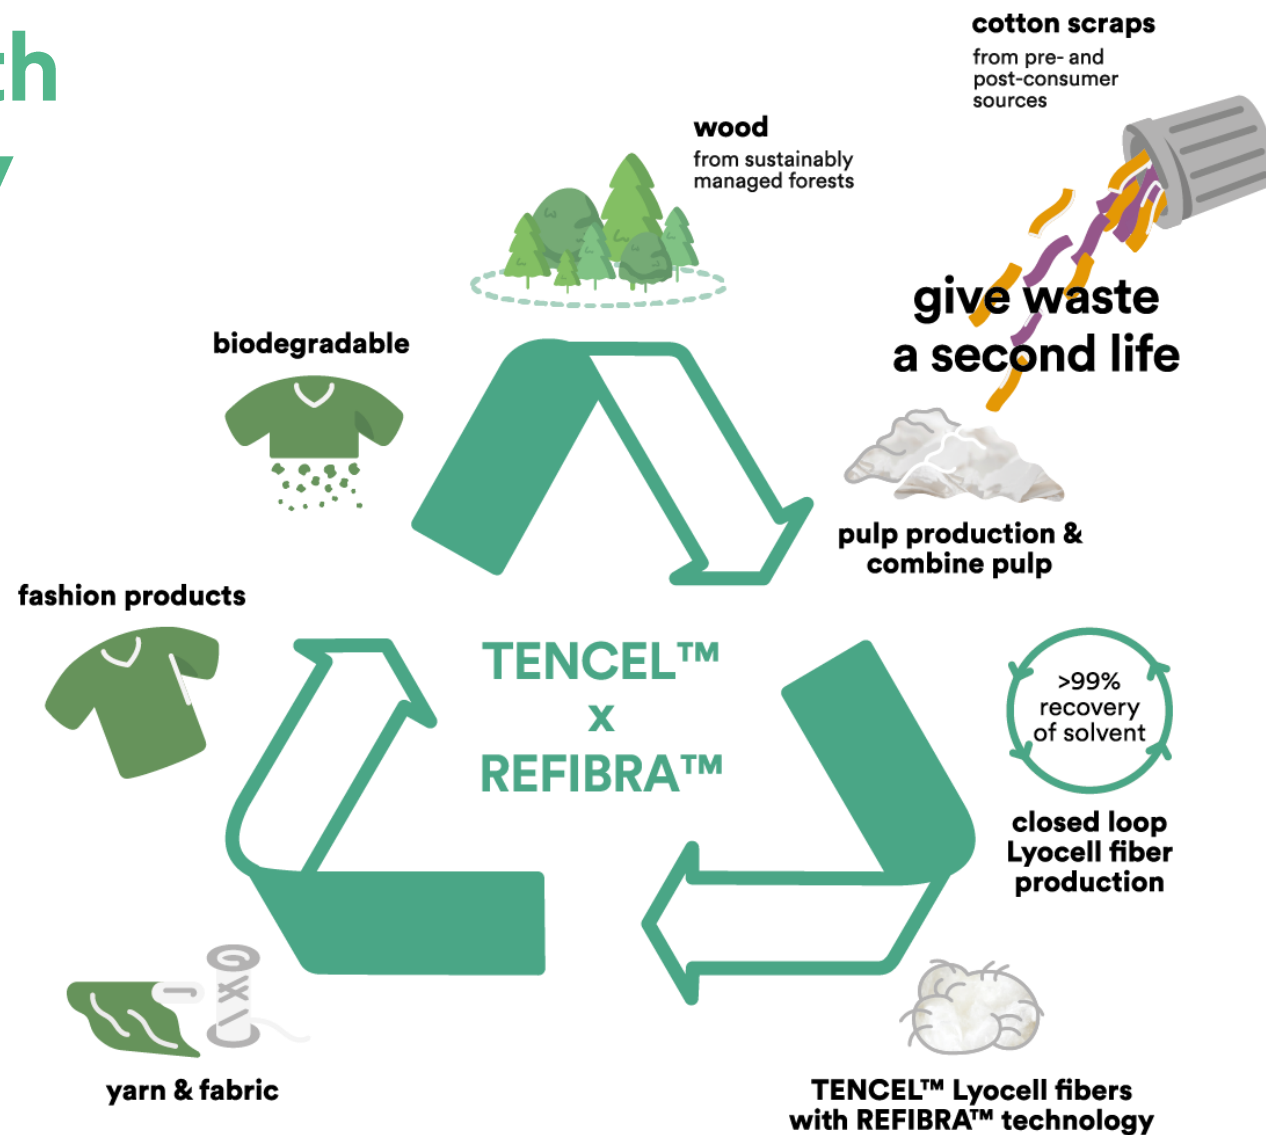 cotton scraps
from pre- and
post-consumer
sources
wood
from sustainably
managed forests
give waste
a second life
biodegradable
pulp production &
combine pulp
fashion products
TENCEL™
x
REFIBRA™
>99%
recovery
of solvent
closed loop
Lyocell fiber
production
yarn & fabric
TENCEL™ Lyocell fibers
with REFIBRA™ technology